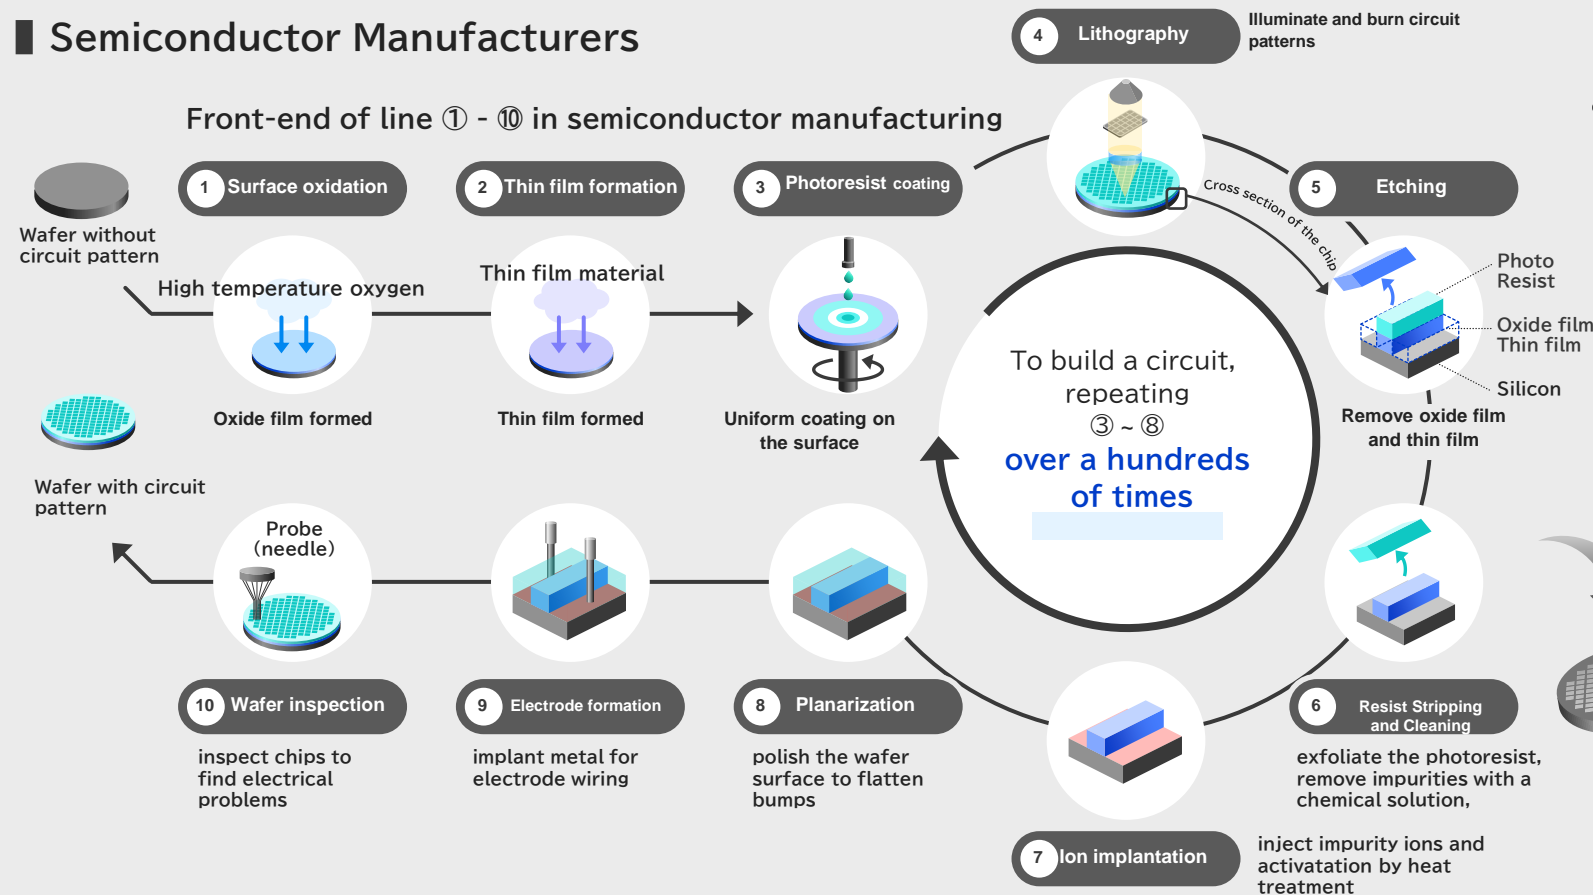 Semiconductor Manufacturers
Front-end of line ① - ⑩ in semiconductor manufacturing
Wafer without
circuit pattern
1 Surface oxidation
High temperature oxygen
Oxide film formed
2 Thin film formation
Thin film material
Thin film formed
3 Photoresist coating
Uniform coating on
the surface
4 Lithography
Illuminate and burn circuit
patterns
Cross section of the chip
5 Etching
Photo
Resist
Oxide film
Thin film
Silicon
Remove oxide film
and thin film
To build a circuit,
repeating
③ ~ ⑧
over a hundreds
of times
6 Resist Stripping
and Cleaning
exfoliate the photoresist,
remove impurities with a
chemical solution,
7 Ion implantation
inject impurity ions and
activatation by heat
treatment
8 Planarization
polish the wafer
surface to flatten
bumps
9 Electrode formation
implant metal for
electrode wiring
Probe
(needle)
10 Wafer inspection
inspect chips to
find electrical
problems
Wafer with circuit
pattern